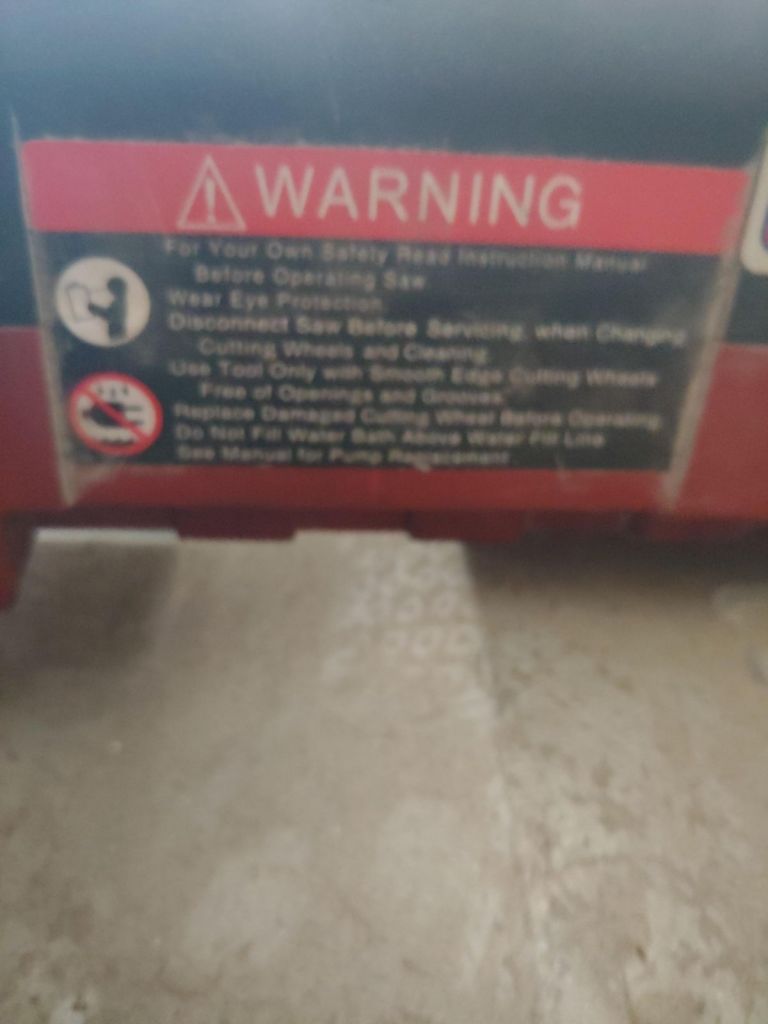 WARNING
For Your Own Safety Read Instruction Manual
Before Operating Saw
Wear Eye Protection
Disconnect Saw Before Servicing, when Changing
Cutting Wheels and Cleaning.
Use Tool Only with Smooth Edge Cutting Wheels
Free of Openings and Grooves.
Replace Damaged Cutting Wheel Before Operating.
Do Not Fill Water Bath Above Water Fill Line
See Manual for Pump Replacement.